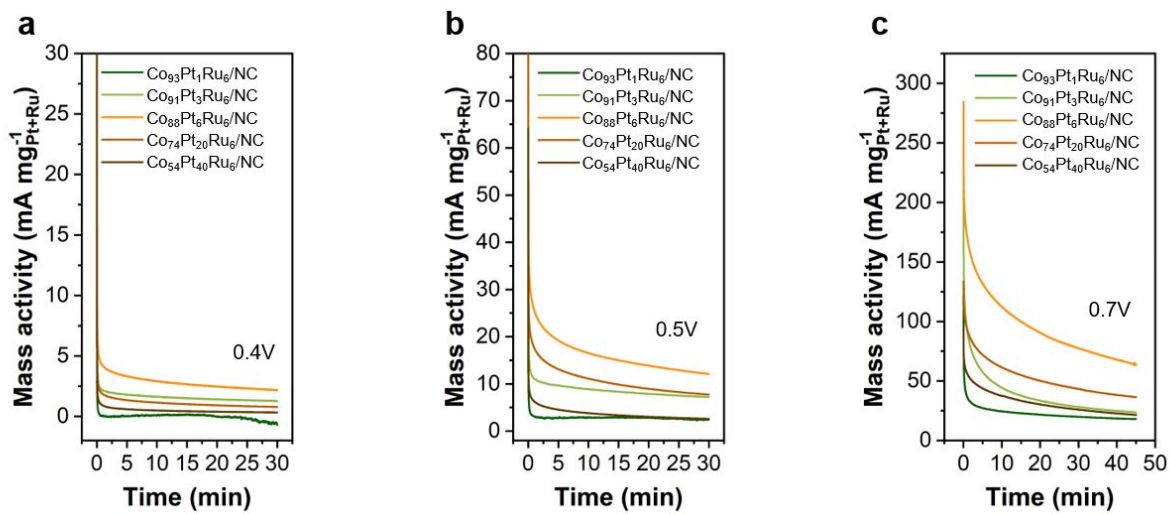 a
30
25
20
15
10
5
0
Mass activity (mA mg⁻¹Pt+Ru)
Co₉₃Pt₁Ru₆/NC
Co₉₁Pt₃Ru₆/NC
Co₈₈Pt₆Ru₆/NC
Co₇₄Pt₂₀Ru₆/NC
Co₅₄Pt₄₀Ru₆/NC
0.4V
0 5 10 15 20 25 30
Time (min)
b
80
70
60
50
40
30
20
10
0
Mass activity (mA mg⁻¹Pt+Ru)
Co₉₃Pt₁Ru₆/NC
Co₉₁Pt₃Ru₆/NC
Co₈₈Pt₆Ru₆/NC
Co₇₄Pt₂₀Ru₆/NC
Co₅₄Pt₄₀Ru₆/NC
0.5V
0 5 10 15 20 25 30
Time (min)
c
300
250
200
150
100
50
0
Mass activity (mA mg⁻¹Pt+Ru)
Co₉₃Pt₁Ru₆/NC
Co₉₁Pt₃Ru₆/NC
Co₈₈Pt₆Ru₆/NC
Co₇₄Pt₂₀Ru₆/NC
Co₅₄Pt₄₀Ru₆/NC
0.7V
0 10 20 30 40 50
Time (min)